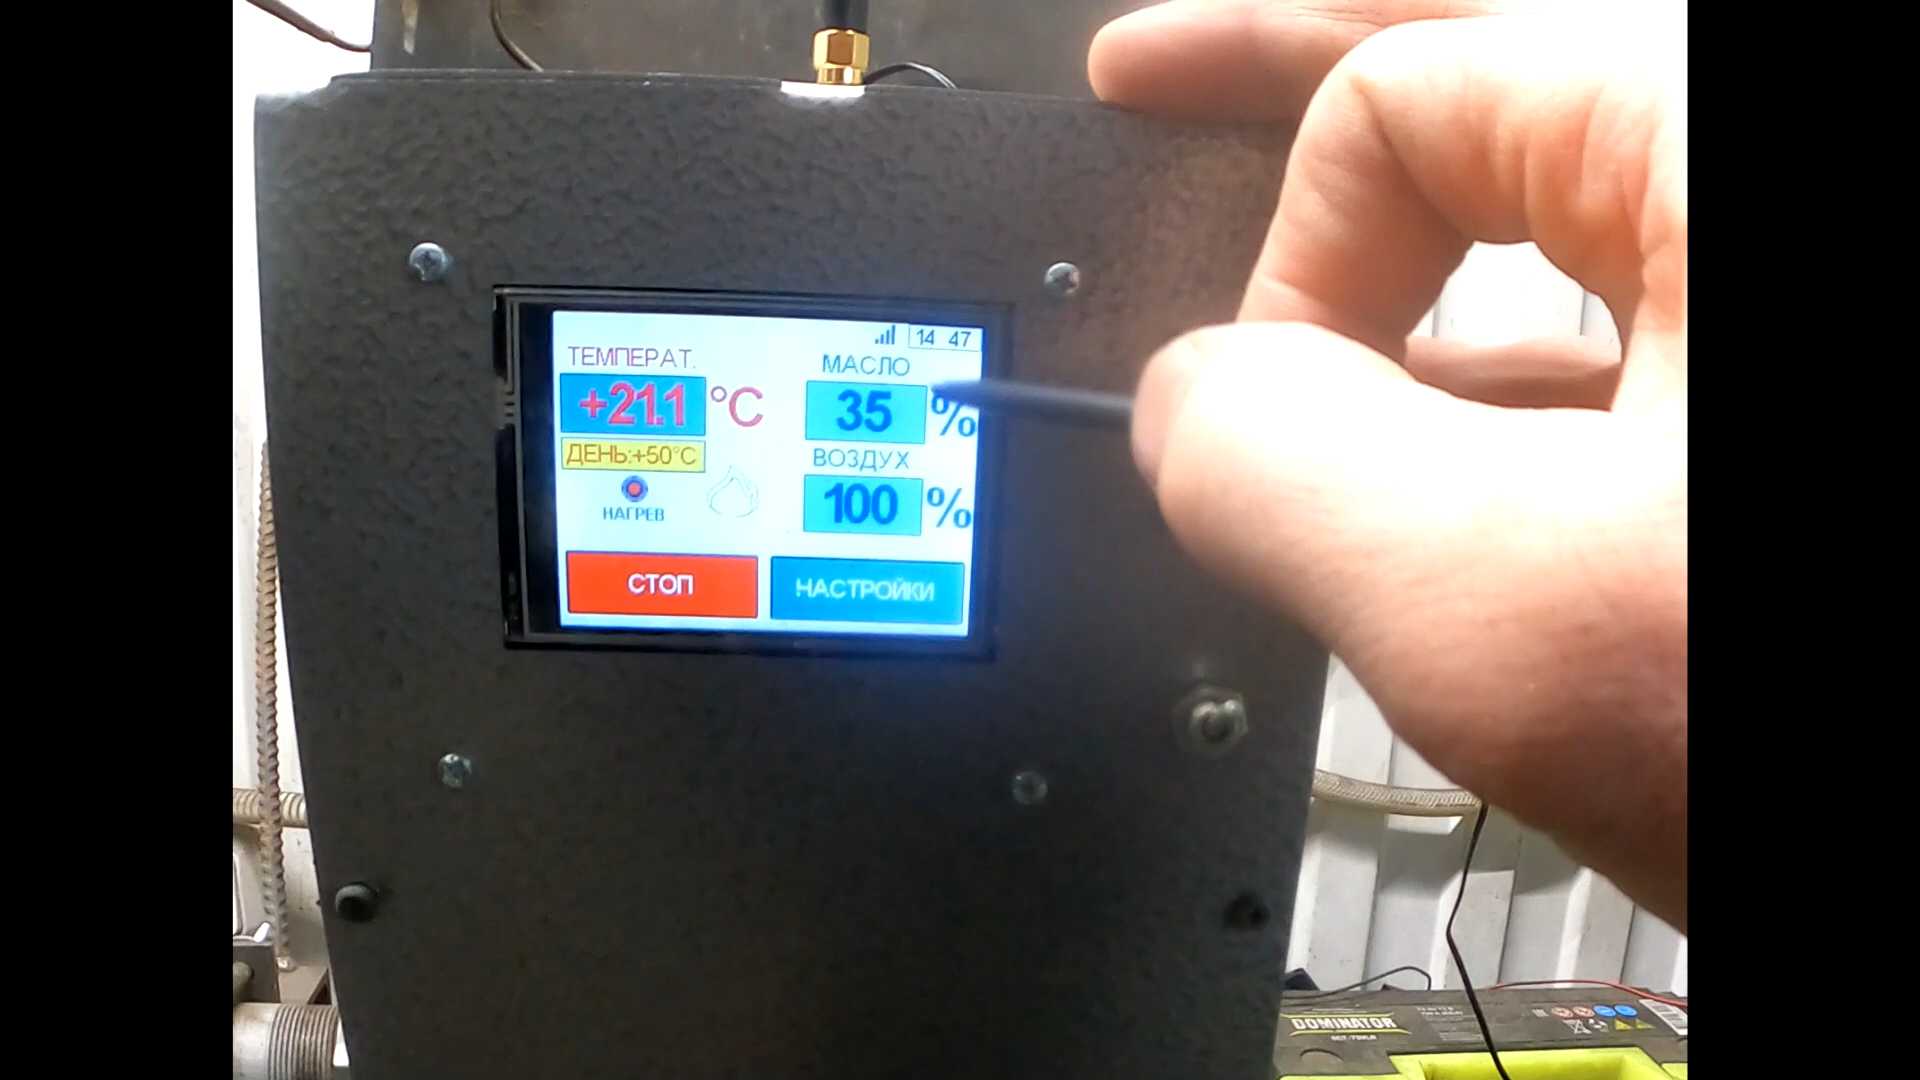 14 47
ТЕМПЕРАТ.
МАСЛО
+21.1 °C
35 %
ДЕНЬ:+50°C
ВОЗДУХ
100 %
НАГРЕВ
СТОП
НАСТРОЙКИ
DOMINATOR